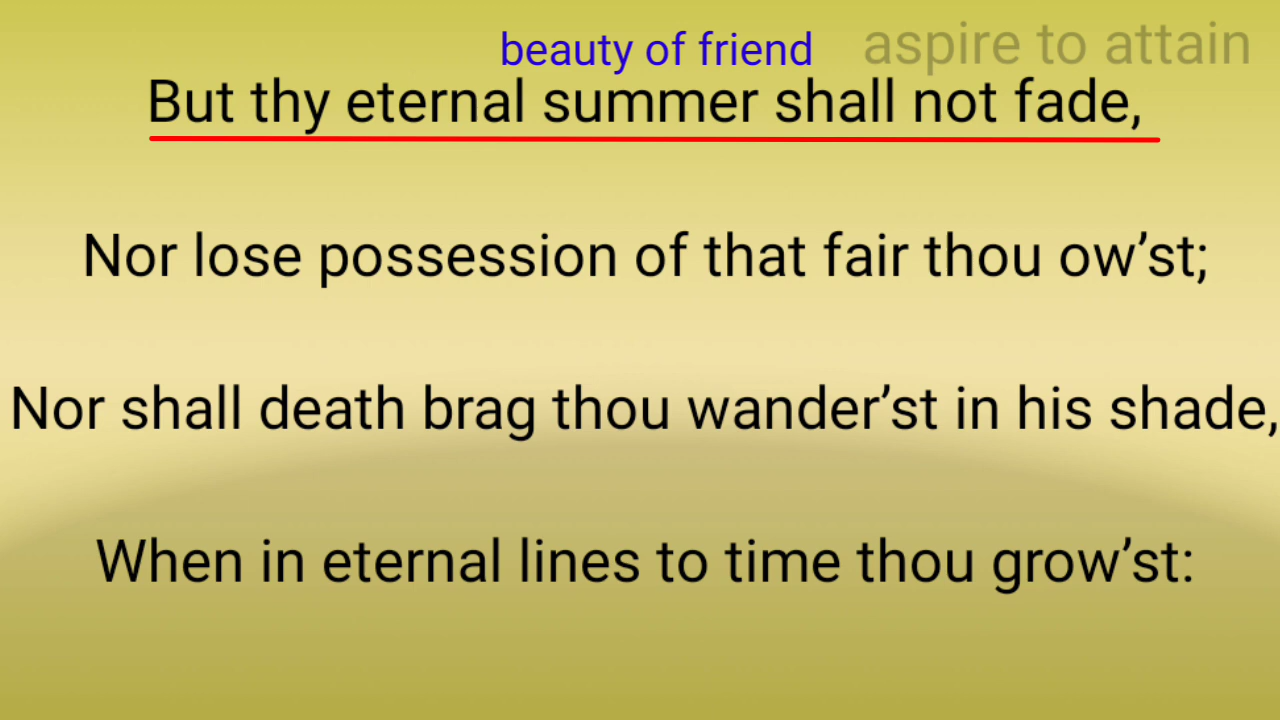 beauty of friend
aspire to attain
But thy eternal summer shall not fade,
Nor lose possession of that fair thou ow’st;
Nor shall death brag thou wander’st in his shade,
When in eternal lines to time thou grow’st: